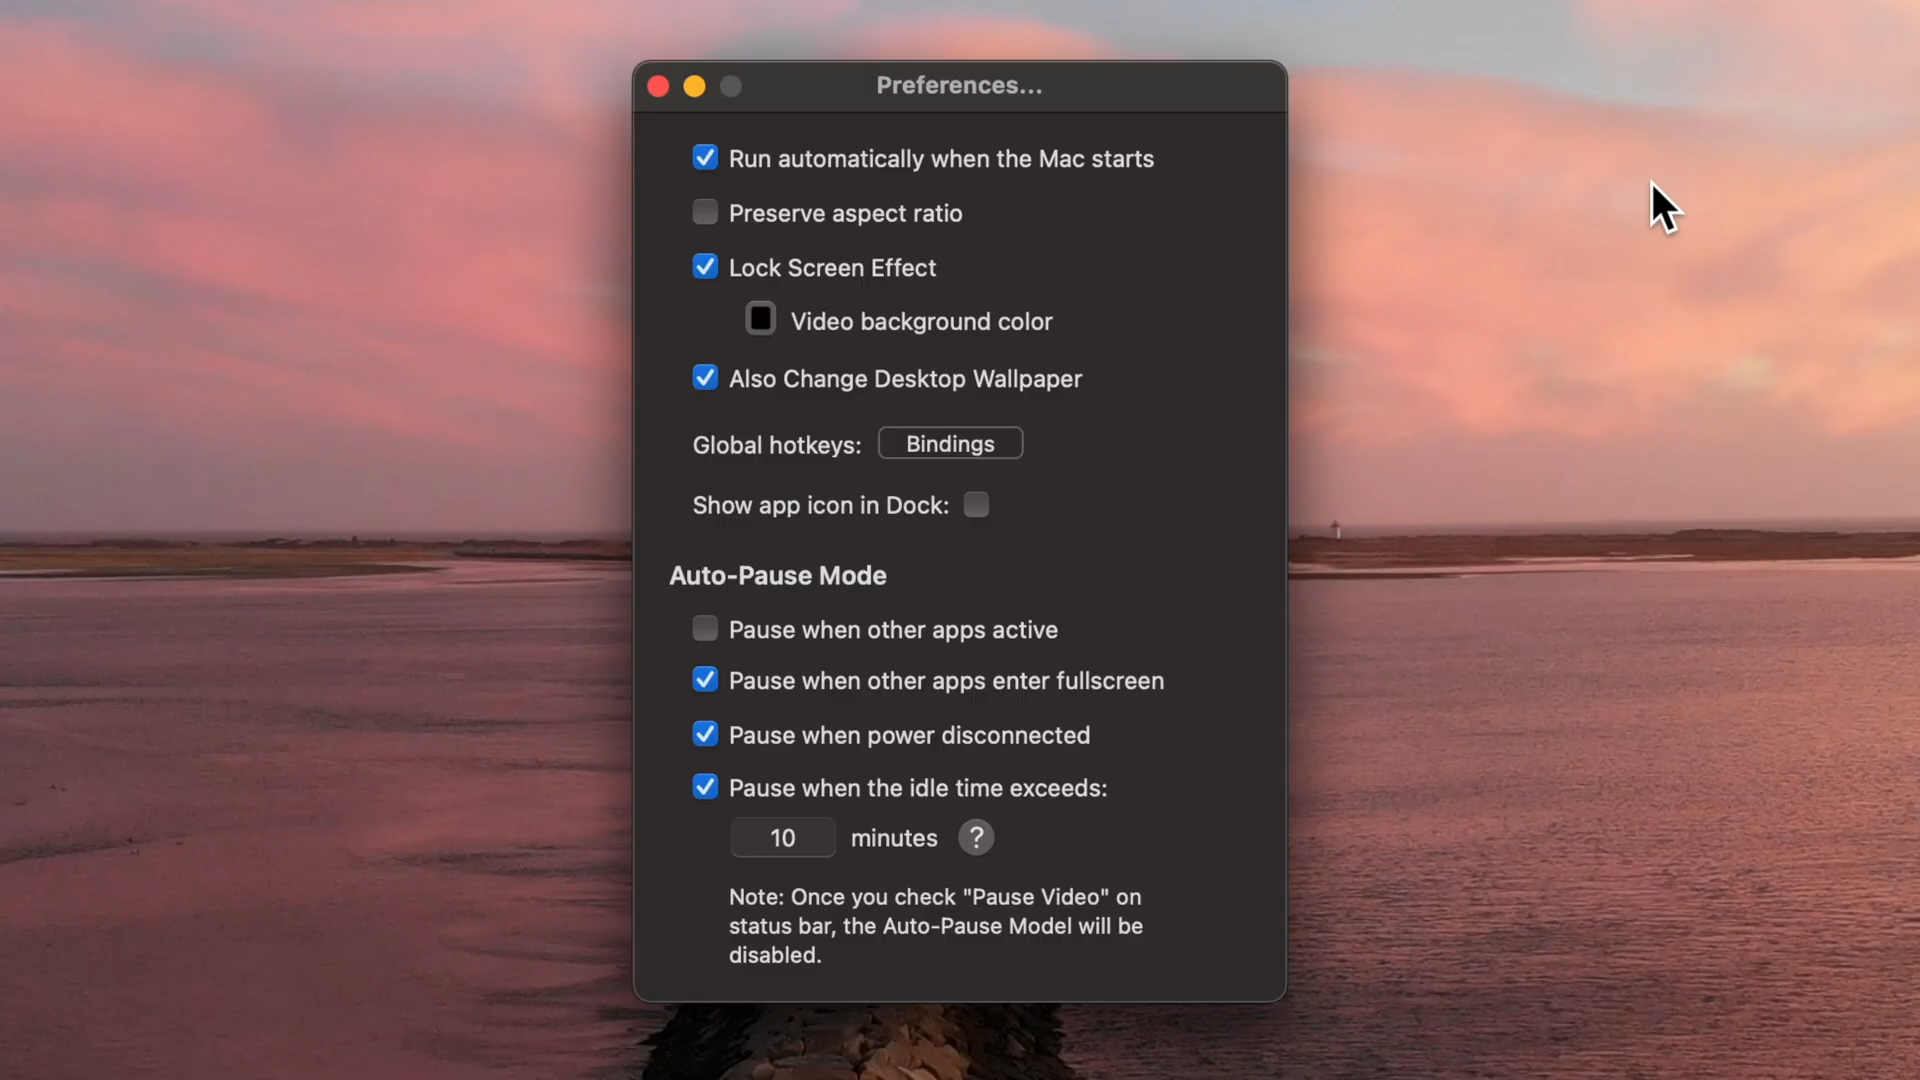 Preferences...
Run automatically when the Mac starts
Preserve aspect ratio
Lock Screen Effect
Video background color
Also Change Desktop Wallpaper
Global hotkeys: Bindings
Show app icon in Dock:
Auto-Pause Mode
Pause when other apps active
Pause when other apps enter fullscreen
Pause when power disconnected
Pause when the idle time exceeds:
10 minutes ?
Note: Once you check "Pause Video" on
status bar, the Auto-Pause Model will be
disabled.